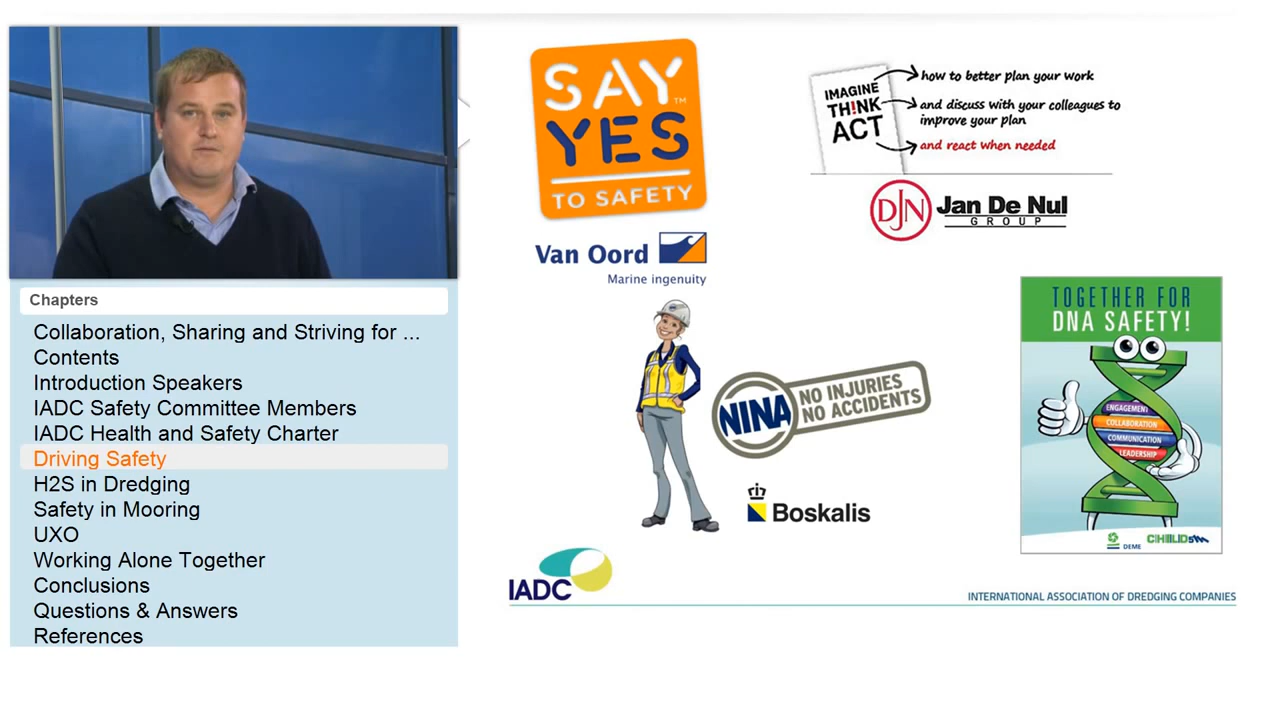 Chapters
Collaboration, Sharing and Striving for ...
Contents
Introduction Speakers
IADC Safety Committee Members
IADC Health and Safety Charter
Driving Safety
H2S in Dredging
Safety in Mooring
UXO
Working Alone Together
Conclusions
Questions & Answers
References
SAY
YES™
TO SAFETY
Van Oord
Marine ingenuity
IMAGINE
TH!NK
ACT
how to better plan your work
and discuss with your colleagues to
improve your plan
and react when needed
DJN
Jan De Nul
GROUP
NINA
NO INJURIES
NO ACCIDENTS
Boskalis
TOGETHER FOR
DNA SAFETY!
ENGAGEMENT
COLLABORATION
COMMUNICATION
LEADERSHIP
DEME
IADC
INTERNATIONAL ASSOCIATION OF DREDGING COMPANIES